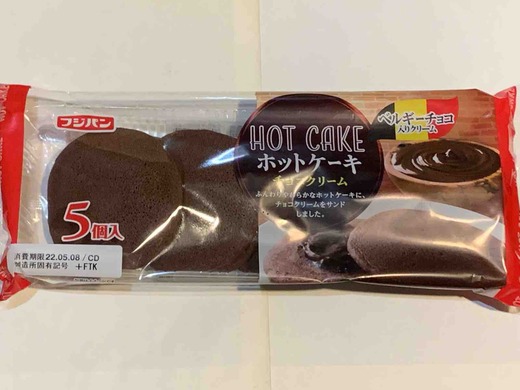 フジパン
HOT CAKE
ホットケーキ
チョコクリーム
ふんわりやわらかなホットケーキに、
チョコクリームをサンド
しました。
ベルギーチョコ
入りクリーム
5個入
消費期限22.05.08/CD
製造所固有記号 +FTK